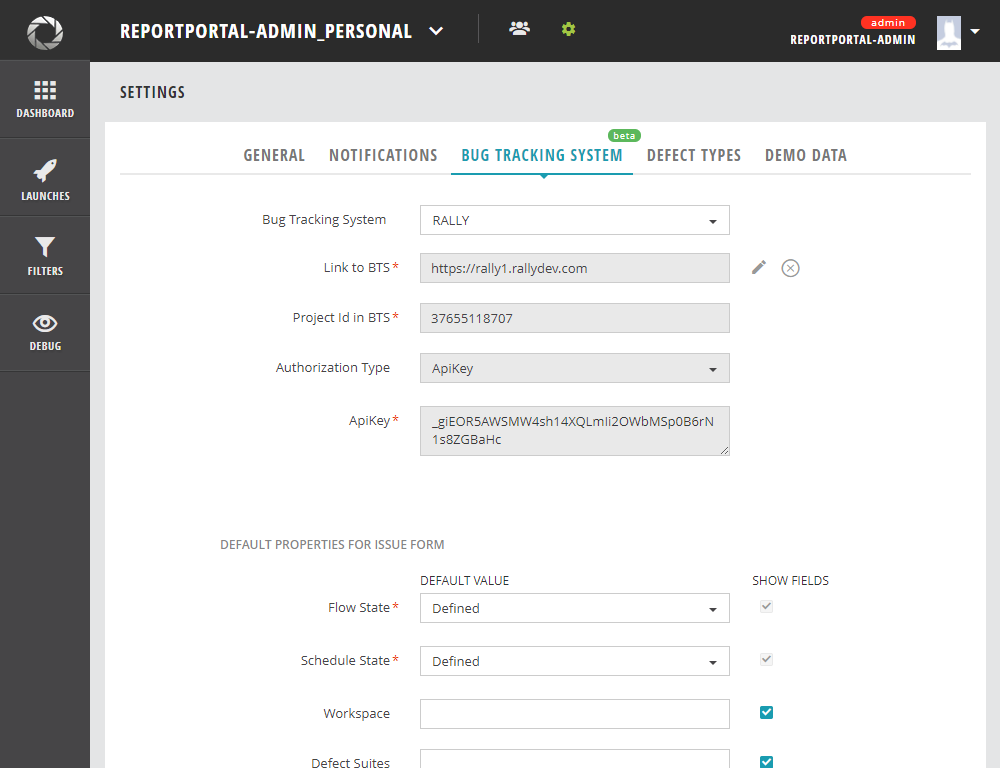 REPORTPORTAL-ADMIN_PERSONAL
admin
REPORTPORTAL-ADMIN
DASHBOARD
LAUNCHES
FILTERS
DEBUG
SETTINGS
beta
GENERAL NOTIFICATIONS BUG TRACKING SYSTEM DEFECT TYPES DEMO DATA
Bug Tracking System RALLY
Link to BTS* https://rally1.rallydev.com
Project Id in BTS* 37655118707
Authorization Type ApiKey
ApiKey* _giEOR5AWSMW4sh14XQLmIi2OWbMSp0B6rN
1s8ZGBaHc
DEFAULT PROPERTIES FOR ISSUE FORM
DEFAULT VALUE SHOW FIELDS
Flow State* Defined
Schedule State* Defined
Workspace
Defect Suites